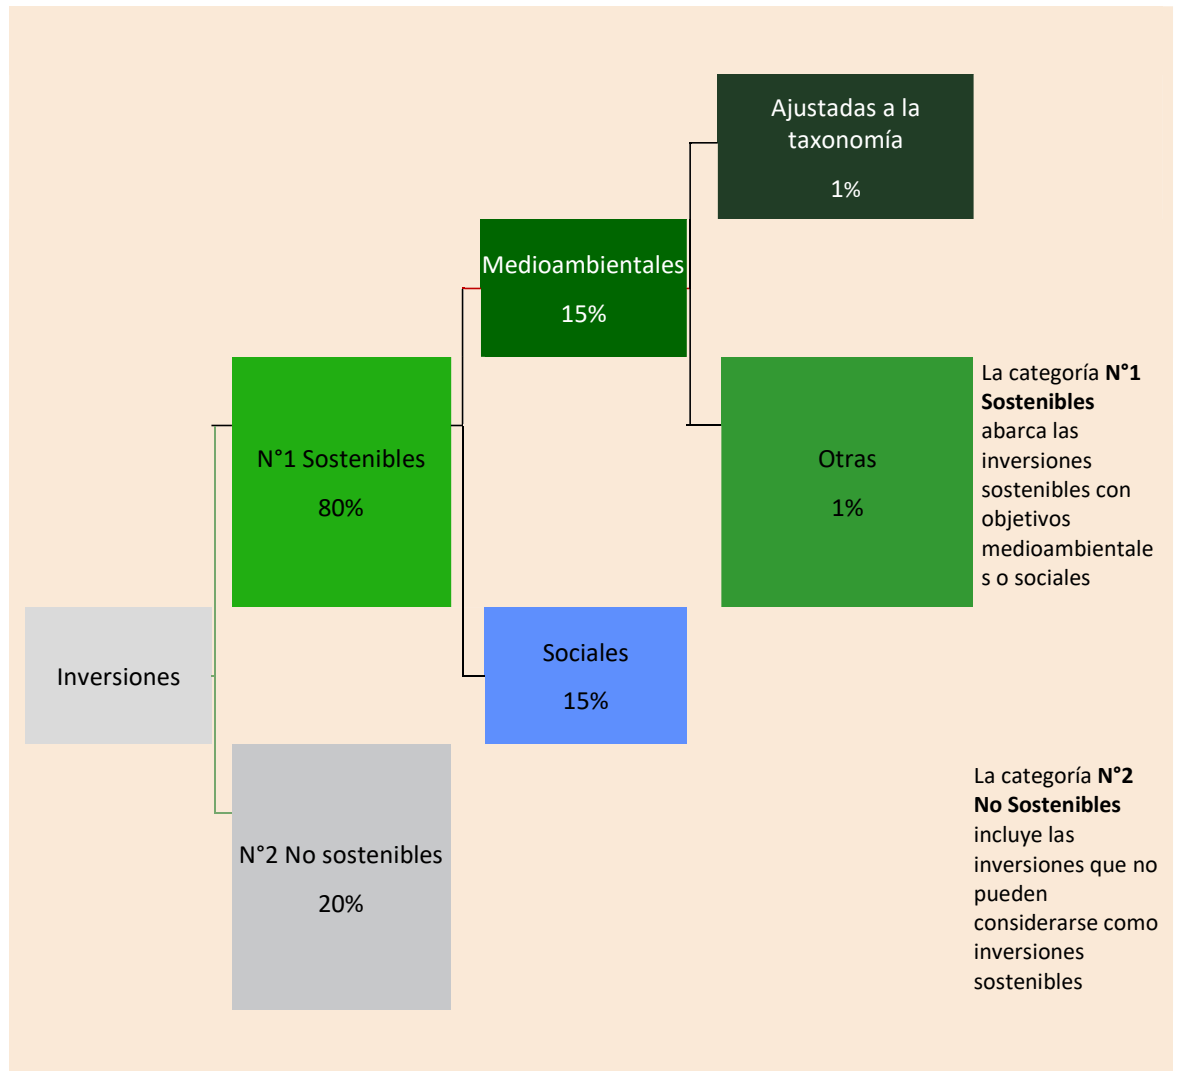 Ajustadas a la
taxonomía
1%
Medioambientales
15%
N°1 Sostenibles
80%
Otras
1%
La categoría N°1
Sostenibles
abarca las
inversiones
sostenibles con
objetivos
medioambientale
s o sociales
Inversiones
Sociales
15%
N°2 No sostenibles
20%
La categoría N°2
No Sostenibles
incluye las
inversiones que no
pueden
considerarse como
inversiones
sostenibles